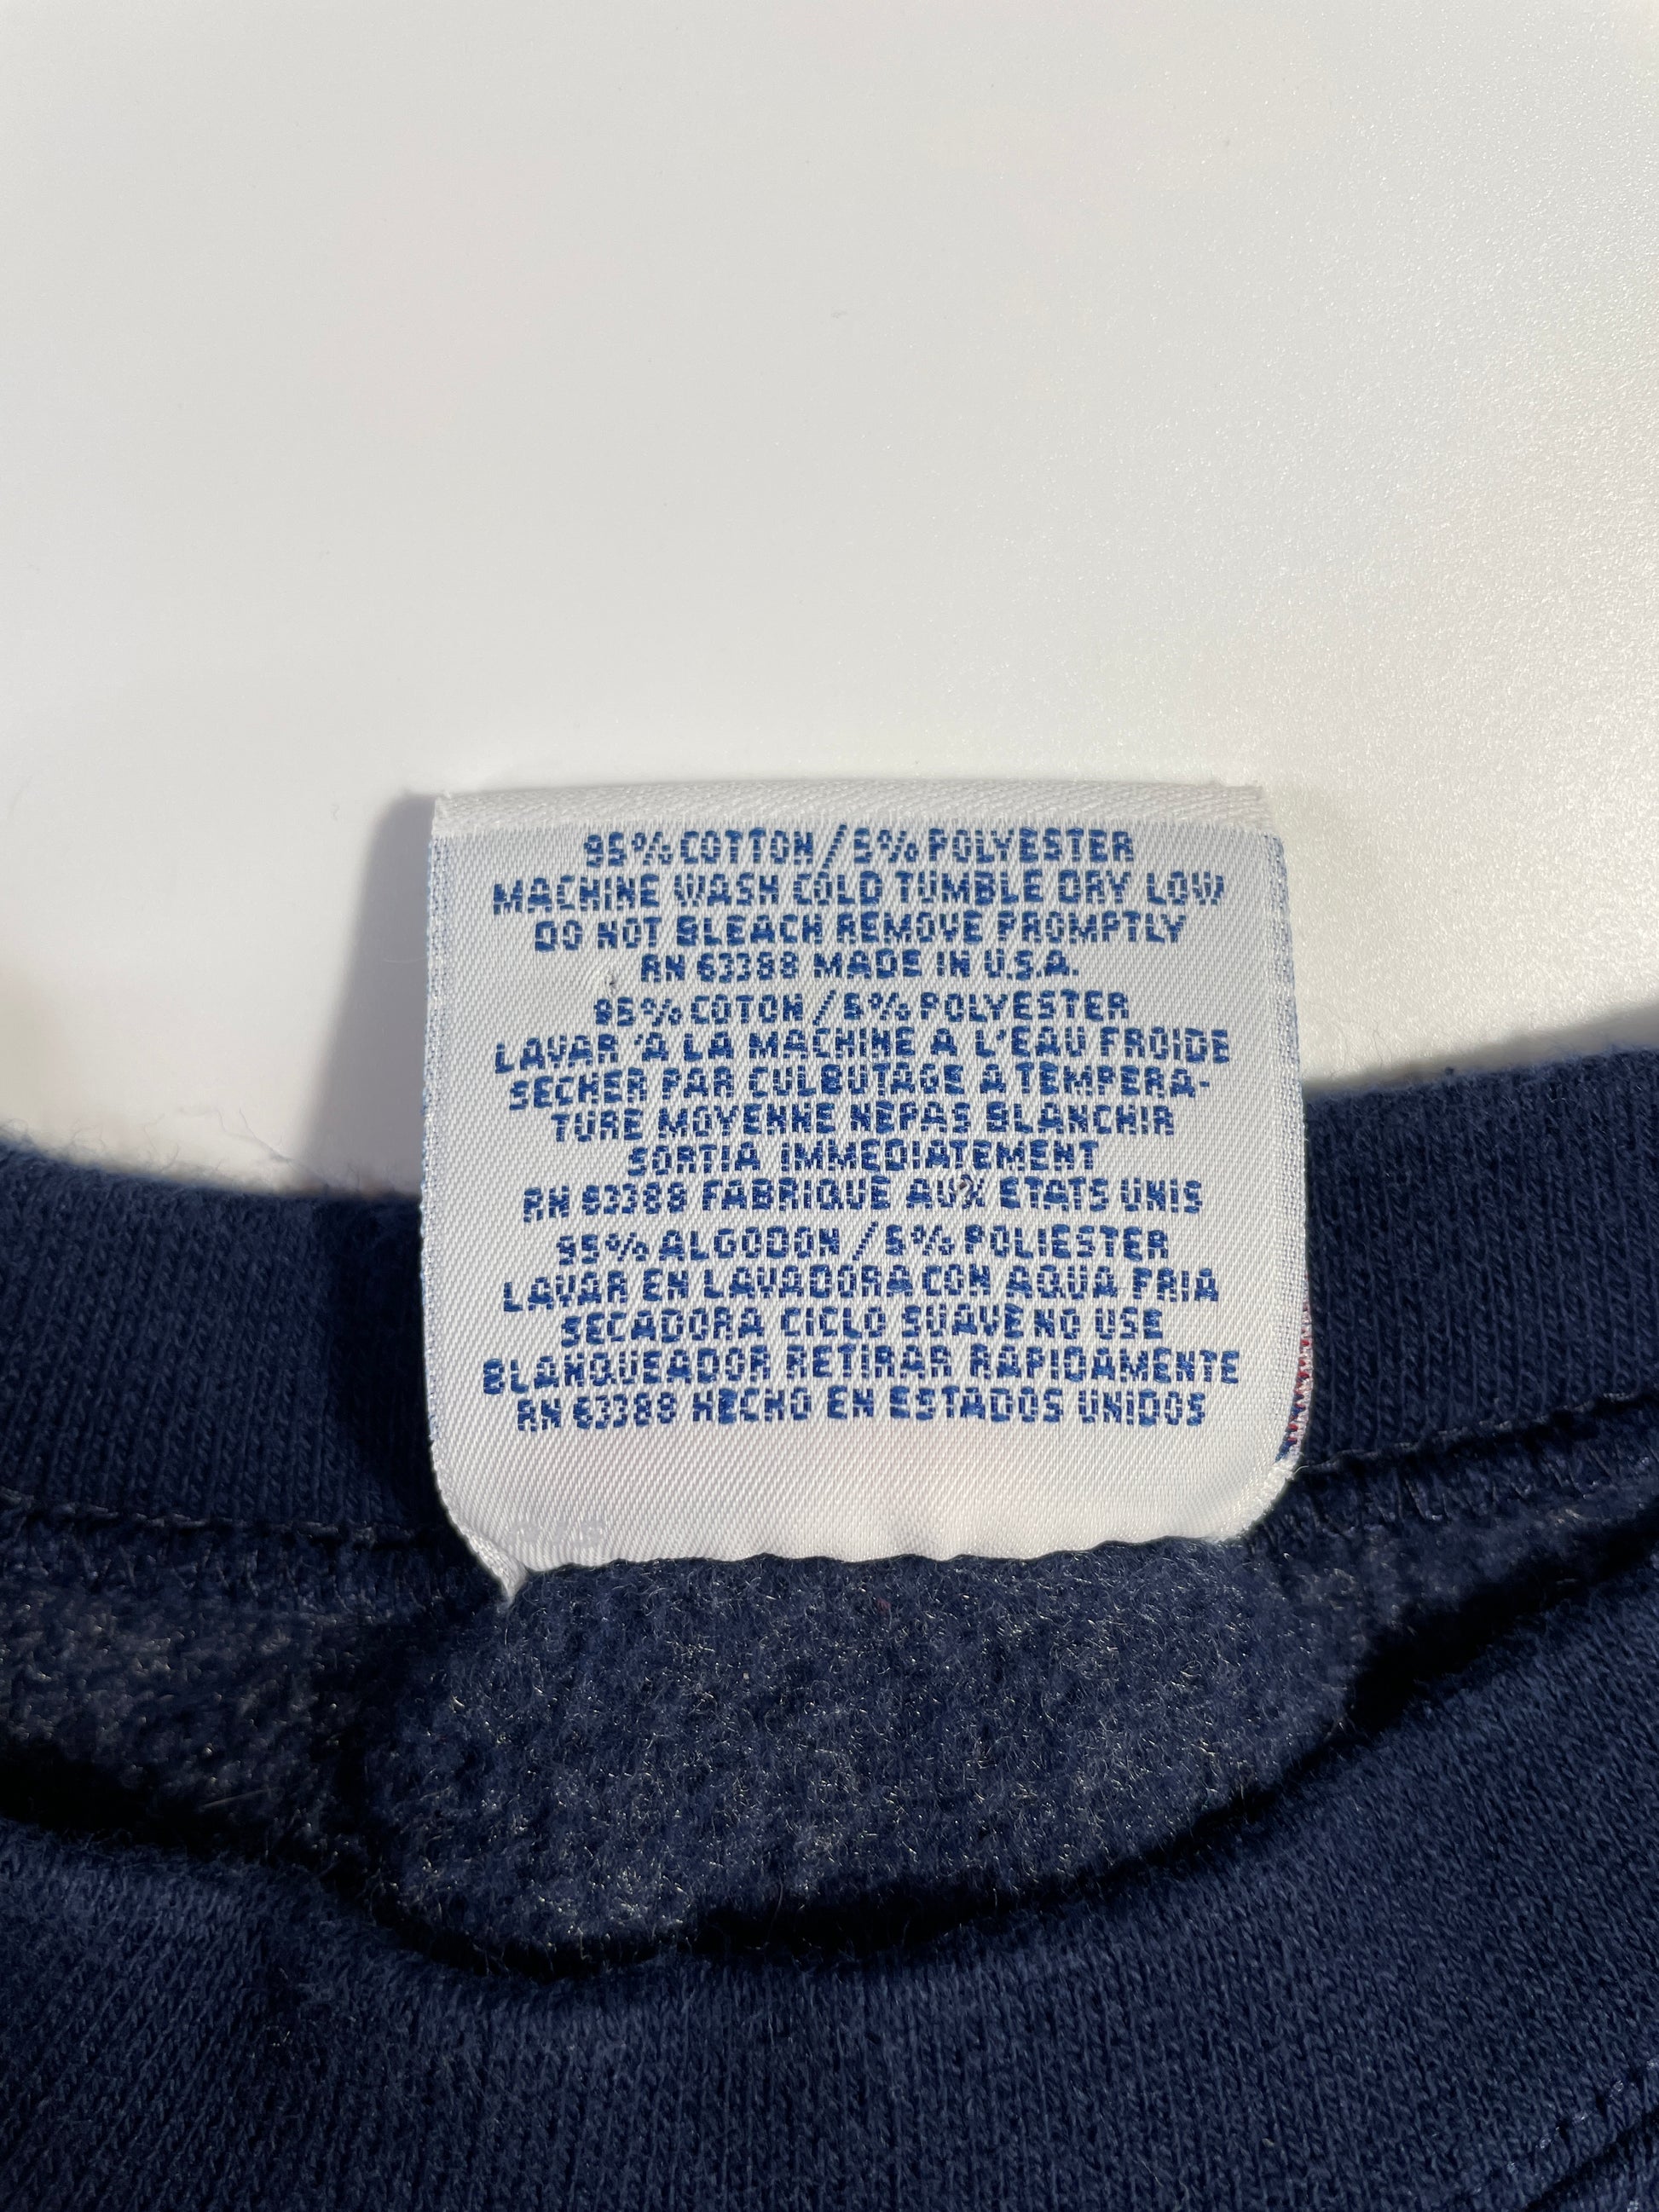 95% COTTON / 5% POLYESTER
MACHINE WASH COLD TUMBLE DRY LOW
DO NOT BLEACH REMOVE PROMPTLY
RN 63388 MADE IN U.S.A.
95% COTON / 5% POLYESTER
LAVAR 'A LA MACHINE A L'EAU FROIDE
SECHER PAR CULBUTAGE A TEMPERA-
TURE MOYENNE NEPAS BLANCHIR
SORTIA IMMEDIATEMENT
RN 63388 FABRIQUE AUX ETATS UNIS
95% ALGODON / 5% POLIESTER
LAVAR EN LAVADORA CON AQUA FRIA
SECADORA CICLO SUAVE NO USE
BLANQUEADOR RETIRAR RAPIDAMENTE
RN 63388 HECHO EN ESTADOS UNIDOS